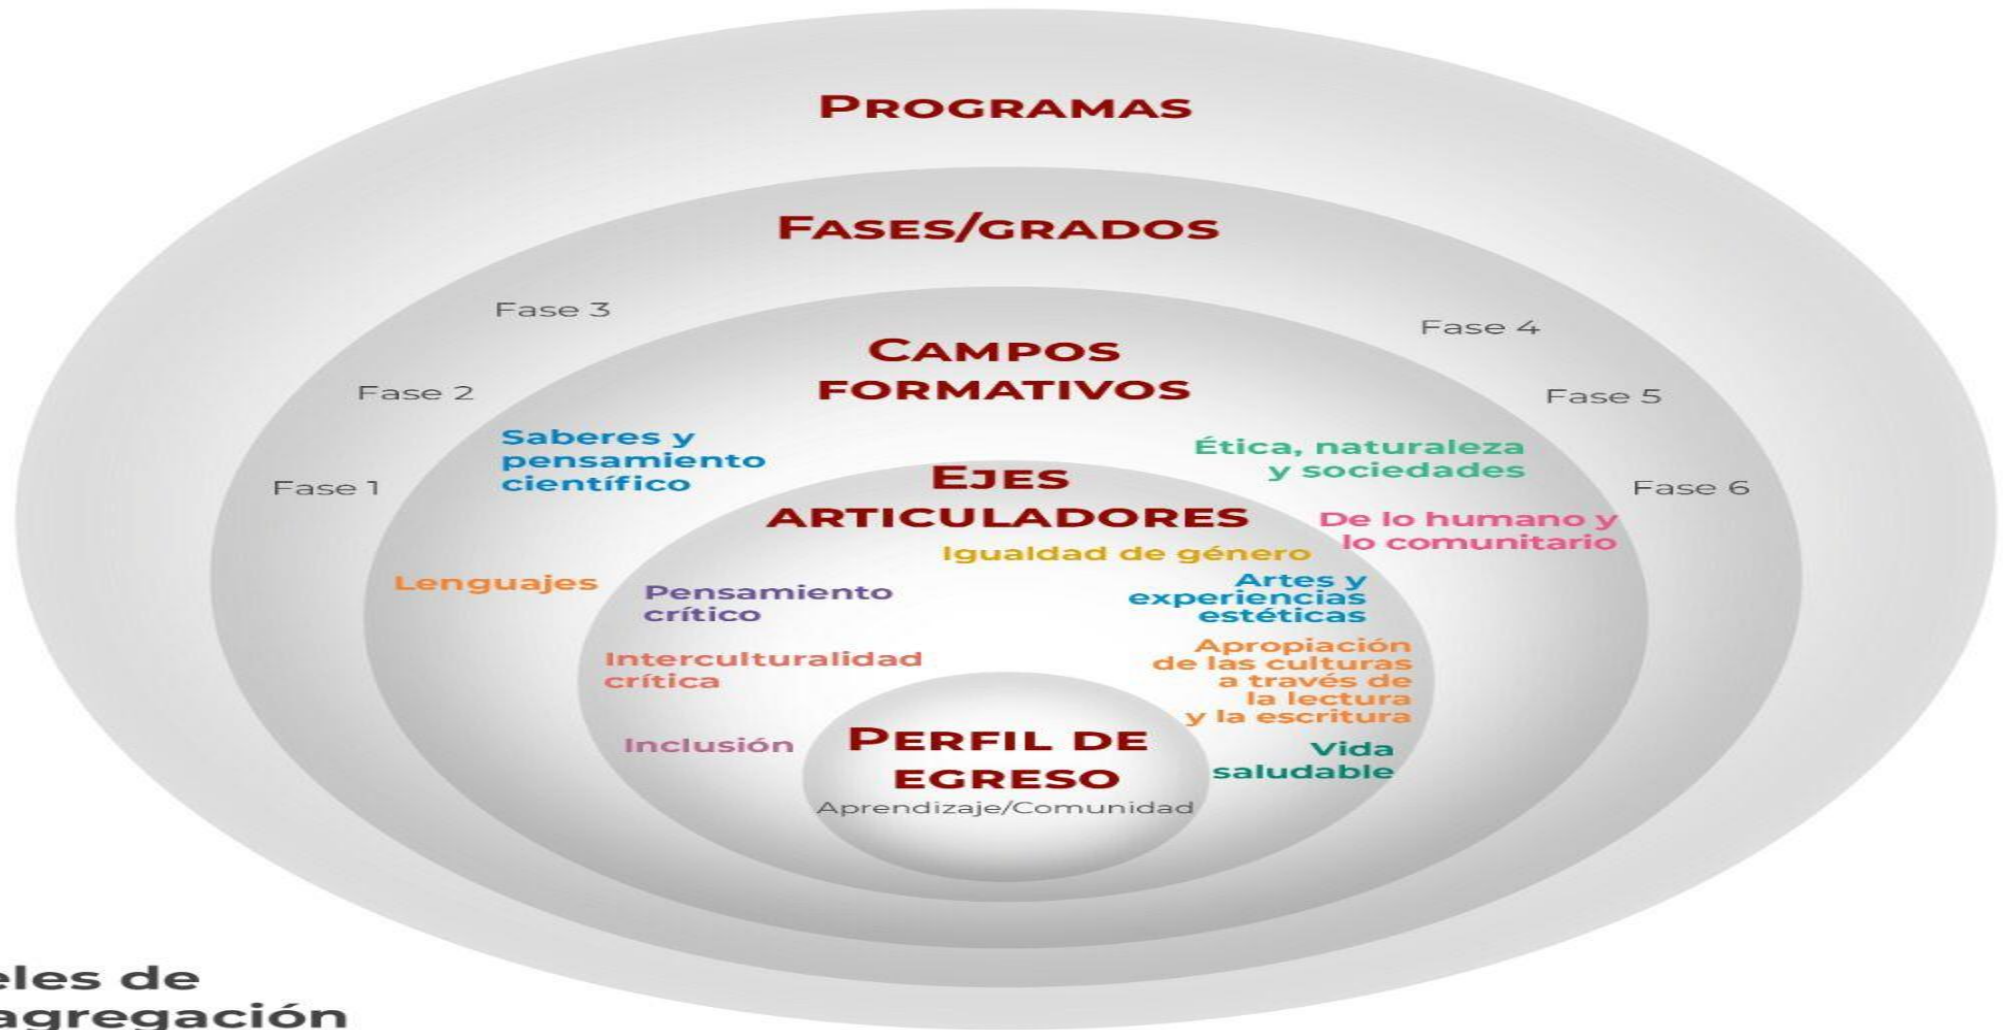 PROGRAMAS
FASES/GRADOS
Fase 3
Fase 4
Fase 2
Fase 5
Fase 1
Fase 6
CAMPOS
FORMATIVOS
Saberes y
pensamiento
científico
Ética, naturaleza
y sociedades
De lo humano y
lo comunitario
Lenguajes
EJES
ARTICULADORES
Igualdad de género
Pensamiento
crítico
Artes y
experiencias
estéticas
Interculturalidad
crítica
Apropiación
de las culturas
a través de
la lectura
y la escritura
Inclusión
Vida
saludable
PERFIL DE
EGRESO
Aprendizaje/Comunidad
eles de
agregación